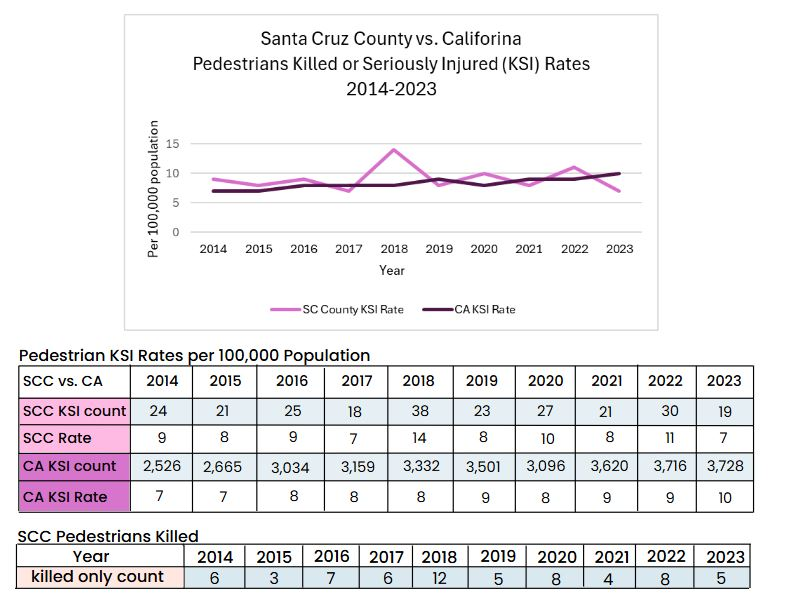 Santa Cruz County vs. Califorina
Pedestrians Killed or Seriously Injured (KSI) Rates
2014-2023
Per 100,000 population
15
10
5
0
2014 2015 2016 2017 2018 2019 2020 2021 2022 2023
Year
SC County KSI Rate CA KSI Rate
Pedestrian KSI Rates per 100,000 Population
SCC vs. CA 2014 2015 2016 2017 2018 2019 2020 2021 2022 2023
SCC KSI count 24 21 25 18 38 23 27 21 30 19
SCC Rate 9 8 9 7 14 8 10 8 11 7
CA KSI count 2,526 2,665 3,034 3,159 3,332 3,501 3,096 3,620 3,716 3,728
CA KSI Rate 7 7 8 8 8 9 8 9 9 10
SCC Pedestrians Killed
Year 2014 2015 2016 2017 2018 2019 2020 2021 2022 2023
killed only count 6 3 7 6 12 5 8 4 8 5